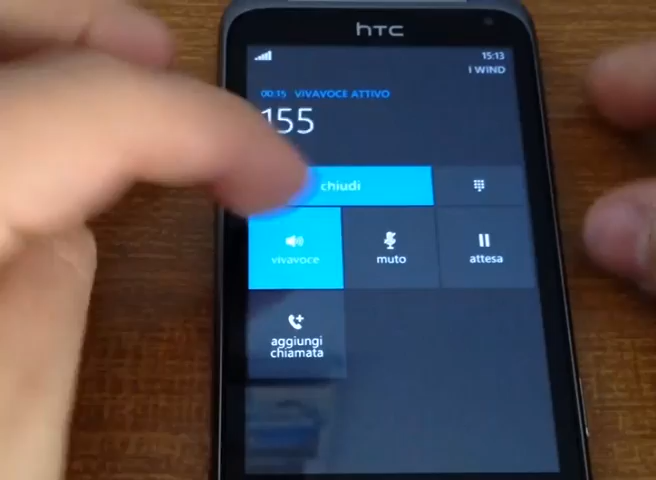 hTC
15:13
I WIND
00:15 VIVAVOCE ATTIVO
155
chiudi
vivavoce
muto
attesa
aggiungi
chiamata